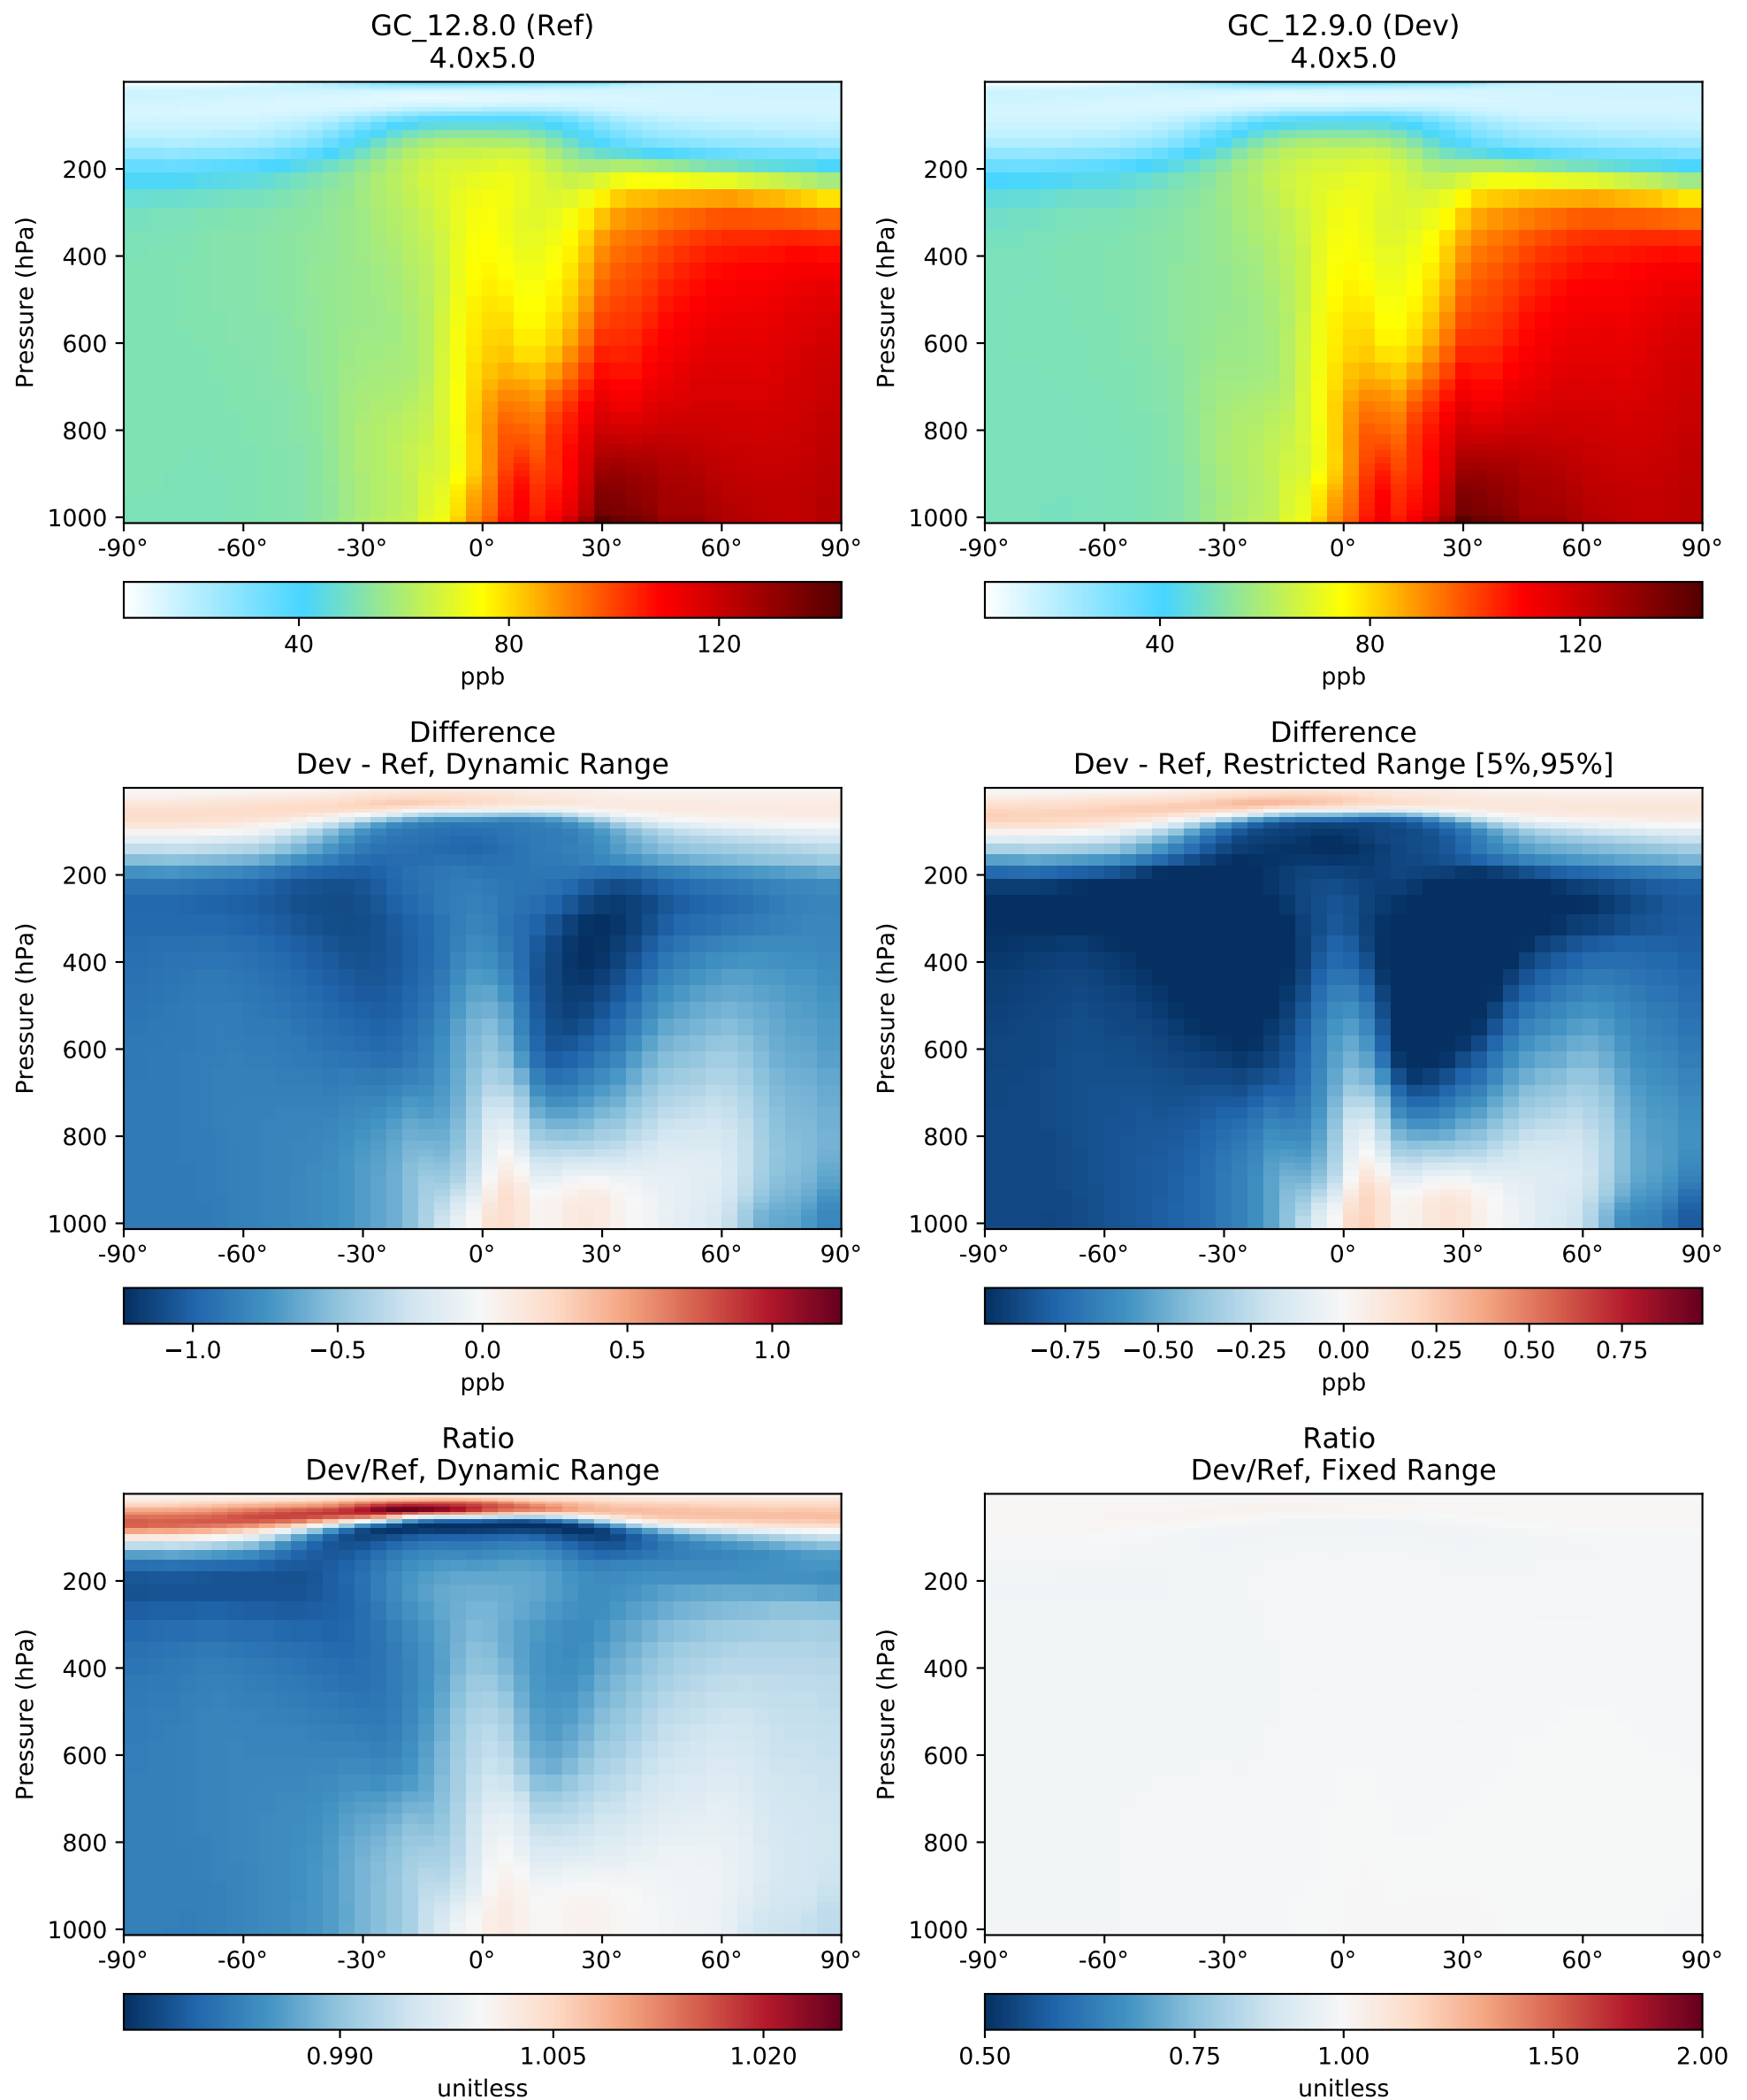 GC_12.8.0 (Ref)
4.0x5.0
Pressure (hPa)
200
400
600
800
1000
-90° -60° -30° 0° 30° 60° 90°
40 80 120
ppb
GC_12.9.0 (Dev)
4.0x5.0
Pressure (hPa)
200
400
600
800
1000
-90° -60° -30° 0° 30° 60° 90°
40 80 120
ppb
Difference
Dev - Ref, Dynamic Range
Pressure (hPa)
200
400
600
800
1000
-90° -60° -30° 0° 30° 60° 90°
−1.0 −0.5 0.0 0.5 1.0
ppb
Difference
Dev - Ref, Restricted Range [5%,95%]
Pressure (hPa)
200
400
600
800
1000
-90° -60° -30° 0° 30° 60° 90°
−0.75 −0.50 −0.25 0.00 0.25 0.50 0.75
ppb
Ratio
Dev/Ref, Dynamic Range
Pressure (hPa)
200
400
600
800
1000
-90° -60° -30° 0° 30° 60° 90°
0.990 1.005 1.020
unitless
Ratio
Dev/Ref, Fixed Range
Pressure (hPa)
200
400
600
800
1000
-90° -60° -30° 0° 30° 60° 90°
0.50 0.75 1.00 1.50 2.00
unitless